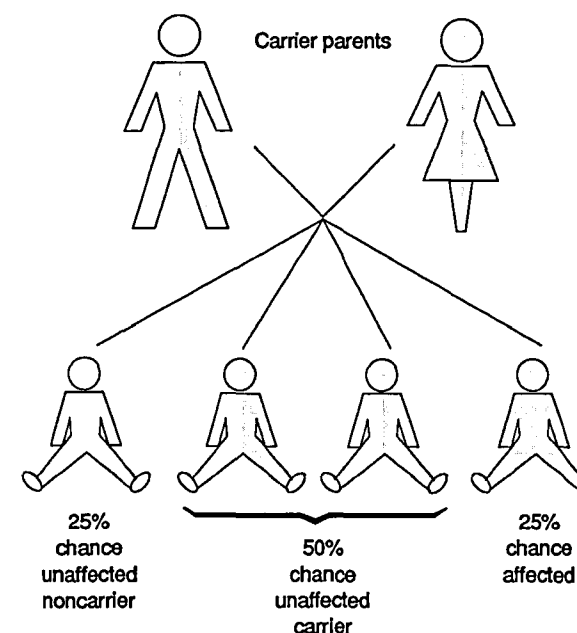 Carrier parents
25%
chance
unaffected
noncarrier
50%
chance
unaffected
carrier
25%
chance
affected